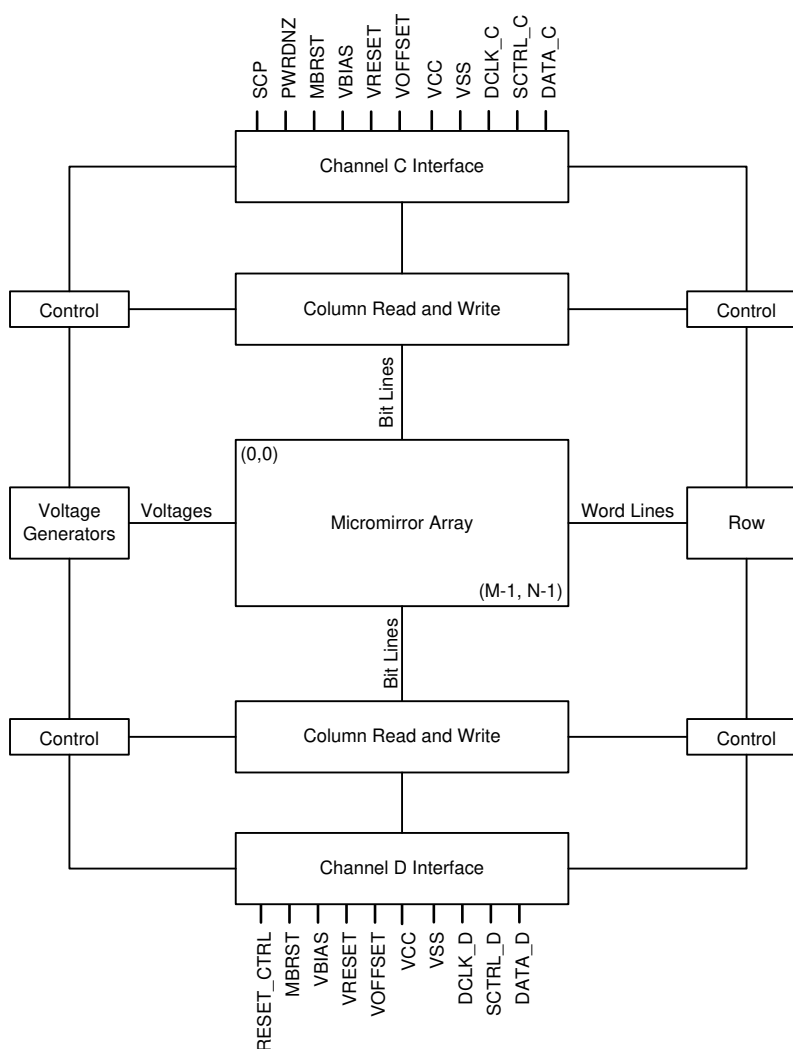 SCP
PWRDNZ
MBRST
VBIAS
VRESET
VOFFSET
VCC
VSS
DCLK_C
SCTRL_C
DATA_C
Channel C Interface
Control
Column Read and Write
Control
Bit Lines
(0,0)
Voltage
Generators
Voltages
Micromirror Array
Word Lines
Row
(M-1, N-1)
Bit Lines
Control
Column Read and Write
Control
Channel D Interface
RESET_CTRL
MBRST
VBIAS
VRESET
VOFFSET
VCC
VSS
DCLK_D
SCTRL_D
DATA_D